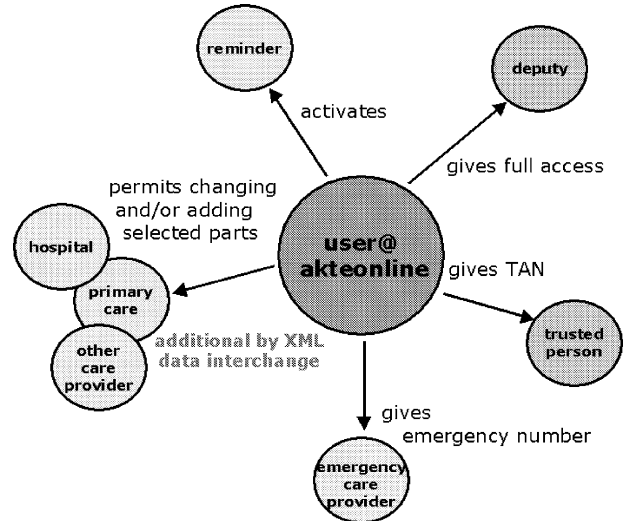 reminder
deputy
activates
gives full access
permits changing
and/or adding
selected parts
hospital
user@
akteonline
gives TAN
primary
care
additional by XML
data interchange
trusted
person
other
care
provider
gives
emergency number
emergency
care
provider